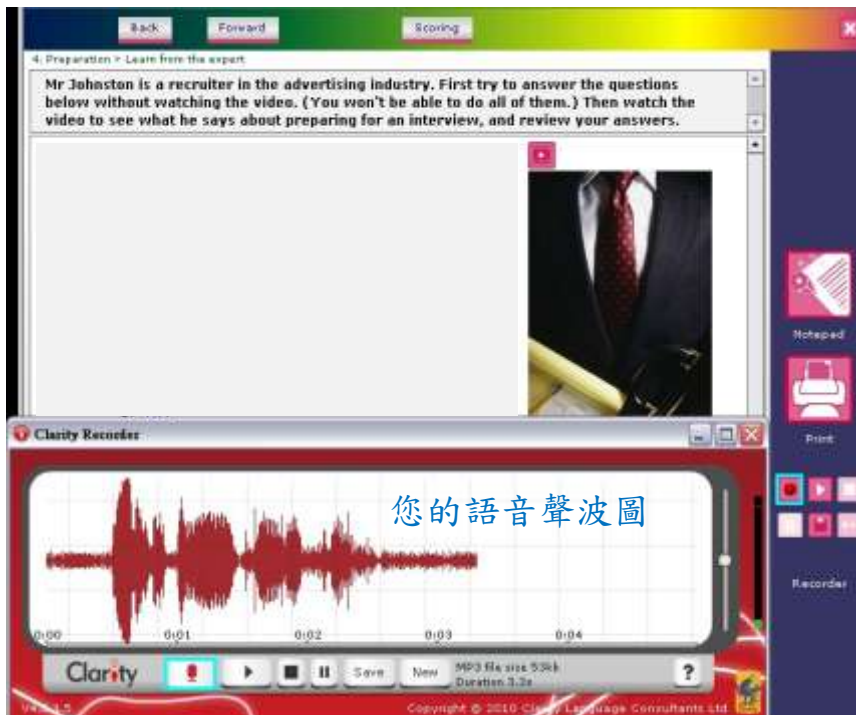 Back Forward Scoring
4. Preparation > Learn from the expert
Mr Johnston is a recruiter in the advertising industry. First try to answer the questions
below without watching the video. (You won't be able to do all of them.) Then watch the
video to see what he says about preparing for an interview, and review your answers.
Notepad
Print
Clarity Recorder
您的語音聲波圖
0:00 0:01 0:02 0:03 0:04
Recorder
Clarity Save New MP3 file size 53kb ?
Duration 3.3s
Copyright © 2010 Clarity Language Consultants Ltd